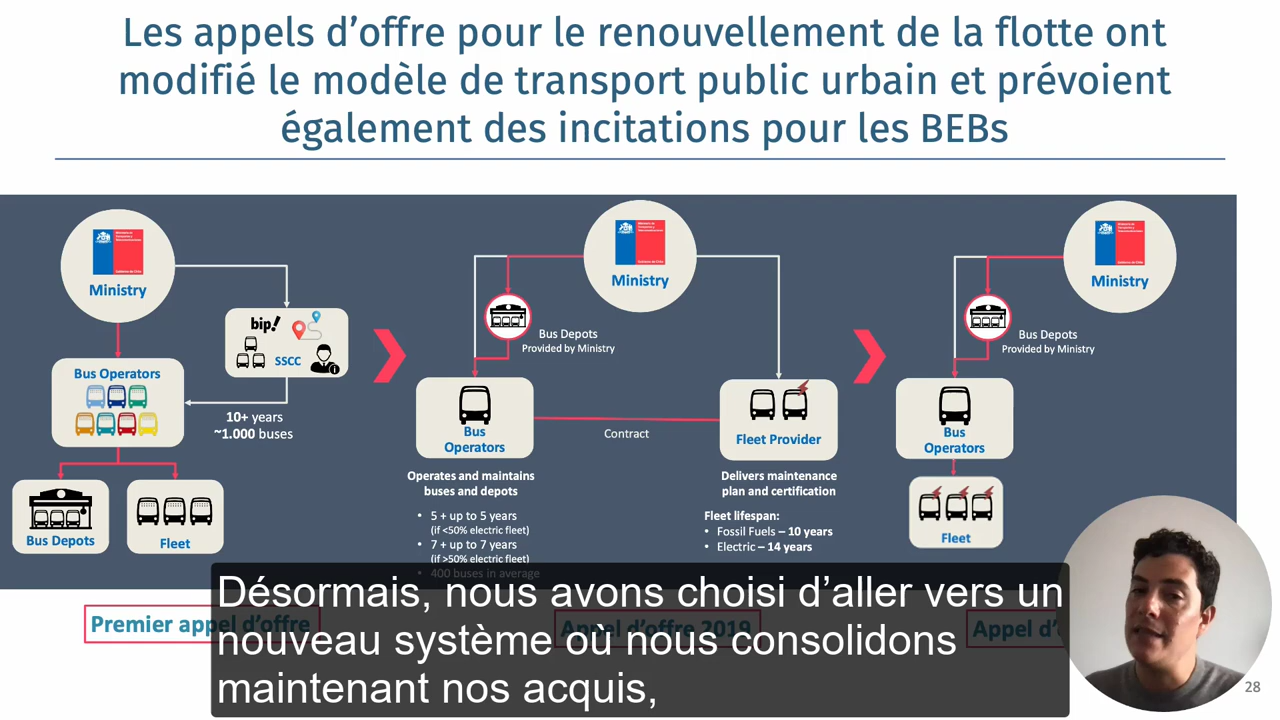 Les appels d’offre pour le renouvellement de la flotte ont
modifié le modèle de transport public urbain et prévoient
également des incitations pour les BEBs
Ministry
bip!
SSCC
Bus Operators
10+ years
~1.000 buses
Bus Depots
Fleet
Ministry
Bus Depots
Provided by Ministry
Bus
Operators
Contract
Fleet Provider
Operates and maintains
buses and depots
• 5 + up to 5 years
(if <50% electric fleet)
• 7 + up to 7 years
(if >50% electric fleet)
• 400 buses in average
Delivers maintenance
plan and certification
Fleet lifespan:
• Fossil Fuels – 10 years
• Electric – 14 years
Ministry
Bus Depots
Provided by Ministry
Bus
Operators
Fleet
Premier appel d’offre
Appel d’offre 2019
Appel d’
Désormais, nous avons choisi d’aller vers un
nouveau système où nous consolidons
maintenant nos acquis,
28